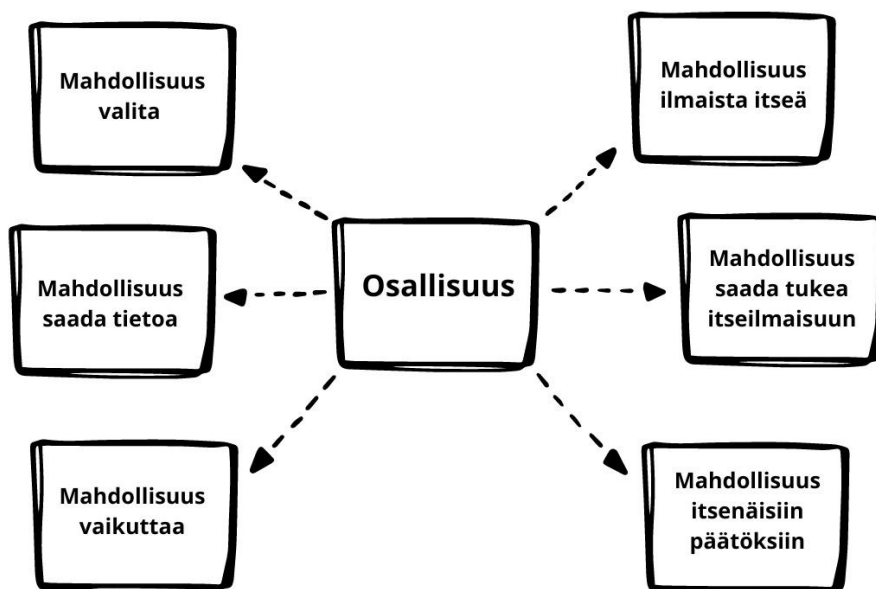 Mahdollisuus
valita
Mahdollisuus
ilmaista itseä
Osallisuus
Mahdollisuus
saada tietoa
Mahdollisuus
saada tukea
itseilmaisuun
Mahdollisuus
vaikuttaa
Mahdollisuus
itsenäisiin
päätöksiin